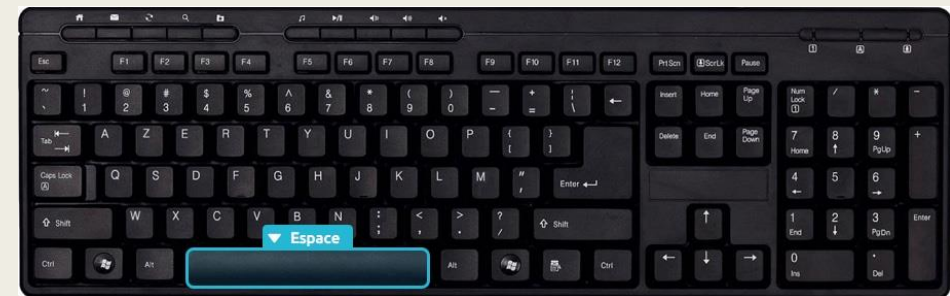 Esc F1 F2 F3 F4 F5 F6 F7 F8 F9 F10 F11 F12 PrtScn ScrLk Pause
~ ` ! 1 @ 2 # 3 $ 4 % 5 ^ 6 & 7 * 8 ( 9 ) 0 — - + = | \ ← Insert Home Page Up Num Lock / * -
Tab A Z E R T Y U I O P { [ } ] Delete End Page Down 7 Home 8 ↑ 9 PgUp +
Caps Lock Q S D F G H J K L M " ' Enter 4 ← 5 6 →
Shift W X C V B N : ; < , > . ? / Shift ↑ 1 End 2 ↓ 3 PgDn Enter
Espace
Ctrl Alt Alt Ctrl ← ↓ → 0 Ins . Del